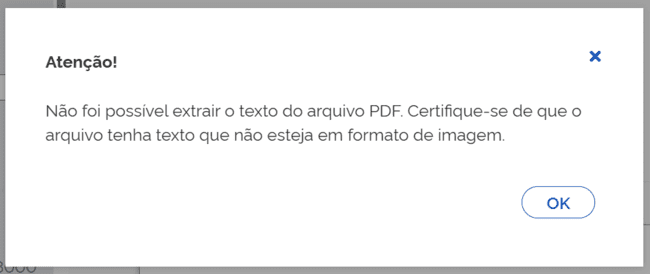 Atenção!
Não foi possível extrair o texto do arquivo PDF. Certifique-se de que o
arquivo tenha texto que não esteja em formato de imagem.
OK